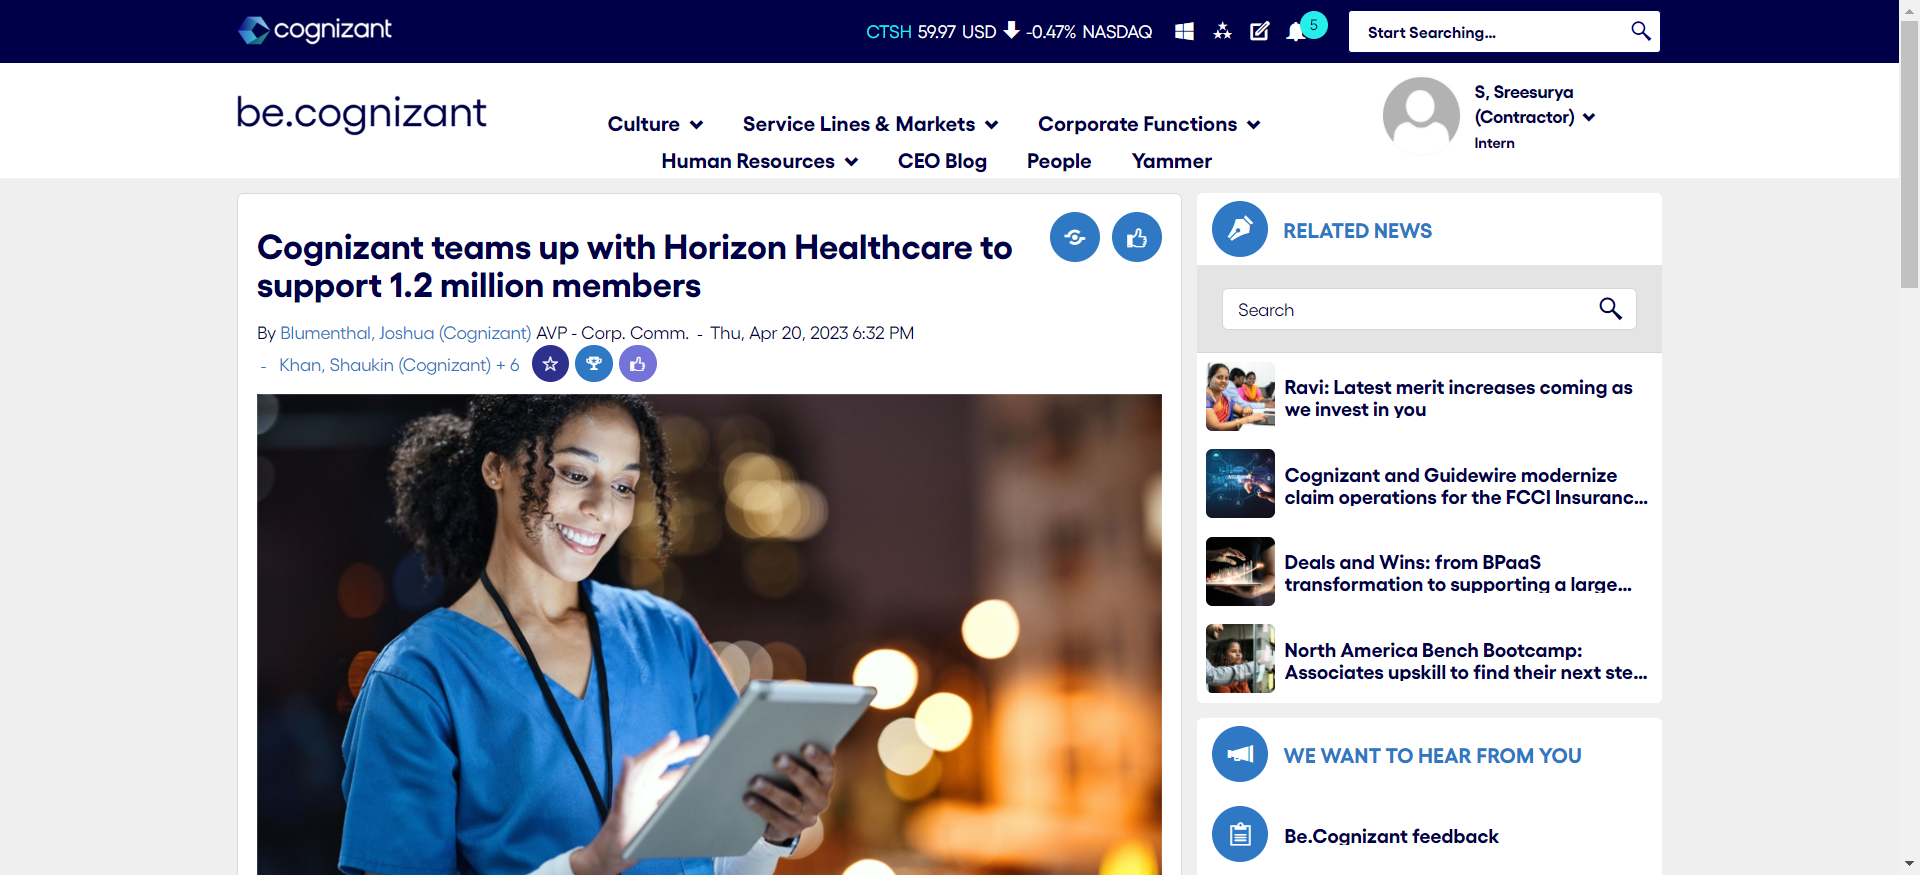 cognizant
CTSH 59.97 USD -0.47% NASDAQ
5
Start Searching...
be.cognizant
Culture
Service Lines & Markets
Corporate Functions
Human Resources
CEO Blog
People
Yammer
S, Sreesurya
(Contractor)
Intern
Cognizant teams up with Horizon Healthcare to
support 1.2 million members
By Blumenthal, Joshua (Cognizant) AVP - Corp. Comm. - Thu, Apr 20, 2023 6:32 PM
- Khan, Shaukin (Cognizant) + 6
RELATED NEWS
Search
Ravi: Latest merit increases coming as
we invest in you
Cognizant and Guidewire modernize
claim operations for the FCCI Insuranc...
Deals and Wins: from BPaaS
transformation to supporting a large...
North America Bench Bootcamp:
Associates upskill to find their next ste...
WE WANT TO HEAR FROM YOU
Be.Cognizant feedback